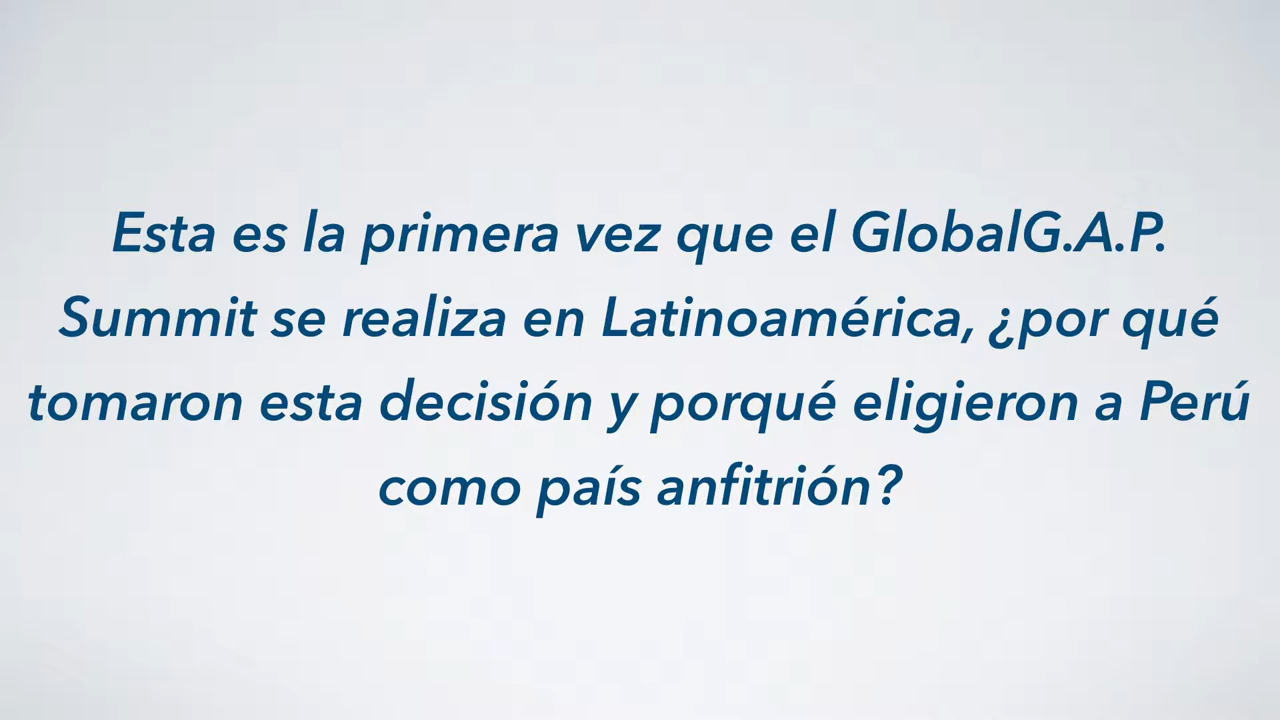 Esta es la primera vez que el GlobalG.A.P.
Summit se realiza en Latinoamérica, ¿por qué
tomaron esta decisión y porqué eligieron a Perú
como país anfitrión?